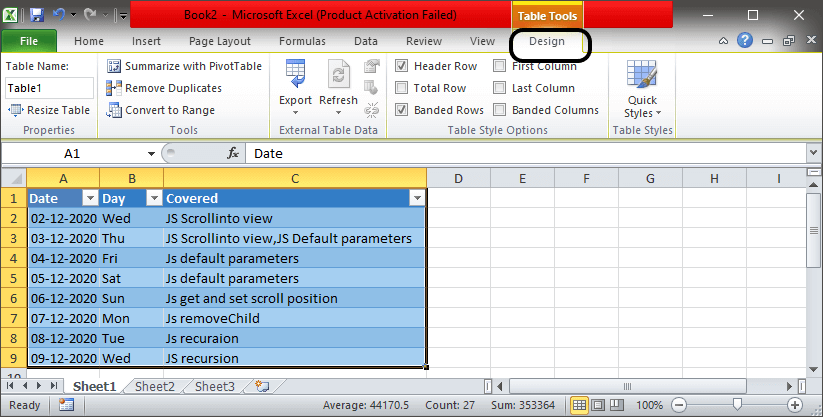 Book2 - Microsoft Excel (Product Activation Failed) Table Tools
File Home Insert Page Layout Formulas Data Review View Design
Table Name: Summarize with PivotTable Header Row First Column
Table1 Remove Duplicates Export Refresh Total Row Last Column Quick Styles
Resize Table Convert to Range Banded Rows Banded Columns
Properties Tools External Table Data Table Style Options Table Styles
A1 fx Date
A B C D E F G H I
1 Date Day Covered
2 02-12-2020 Wed JS Scrollinto view
3 03-12-2020 Thu JS Scrollinto view,JS Default parameters
4 04-12-2020 Fri Js default parameters
5 05-12-2020 Sat Js default parameters
6 06-12-2020 Sun Js get and set scroll position
7 07-12-2020 Mon Js removeChild
8 08-12-2020 Tue Js recuraion
9 09-12-2020 Wed JS recursion
10
Sheet1 Sheet2 Sheet3
Ready Average: 44170.5 Count: 27 Sum: 353364 100%